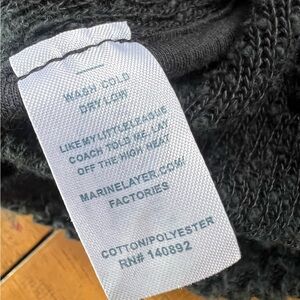 WASH COLD
DRY LOW
LIKE MY LITTLE LEAGUE
COACH TOLD ME, LAY
OFF THE HIGH HEAT
MARINELAYER.COM/
FACTORIES
COTTON/POLYESTER
RN# 140892